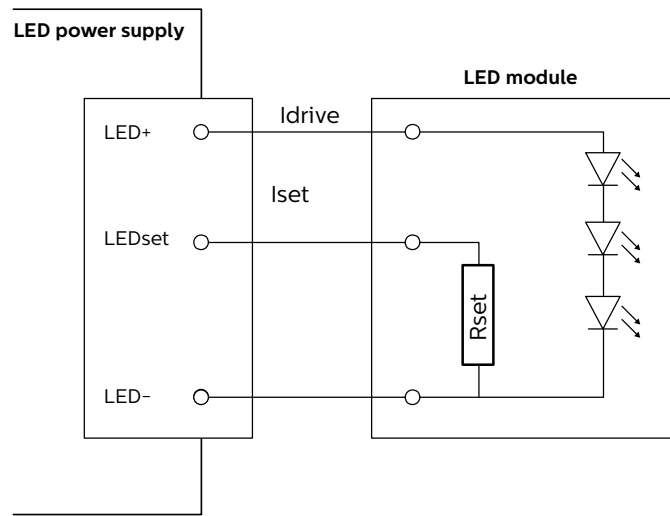 LED power supply
LED module
LED+
Idrive
Iset
LEDset
Rset
LED–